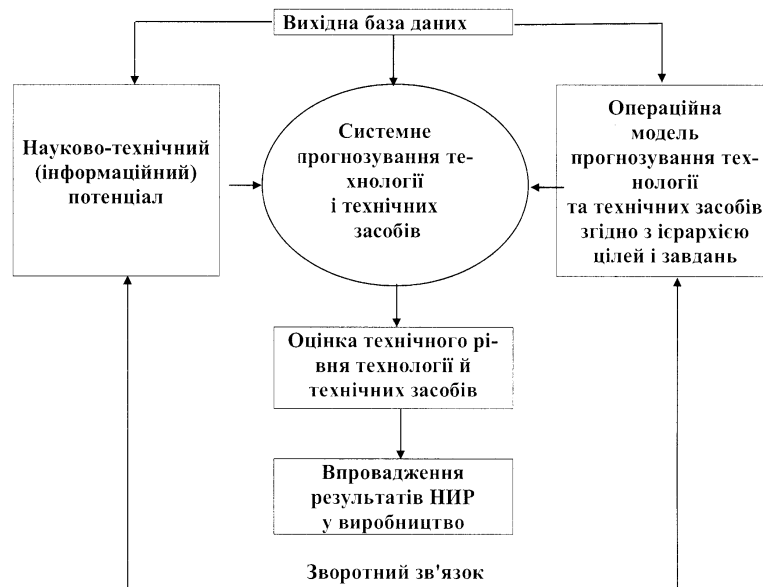 Вихідна база даних
Науково-технічний
(інформаційний)
потенціал
Системне
прогнозування те-
хнології
і технічних
засобів
Операційна
модель
прогнозування тех-
нології
та технічних засобів
згідно з ієрархією
цілей і завдань
Оцінка технічного рі-
вня технології й
технічних засобів
Впровадження
результатів НИР
у виробництво
Зворотний зв'язок